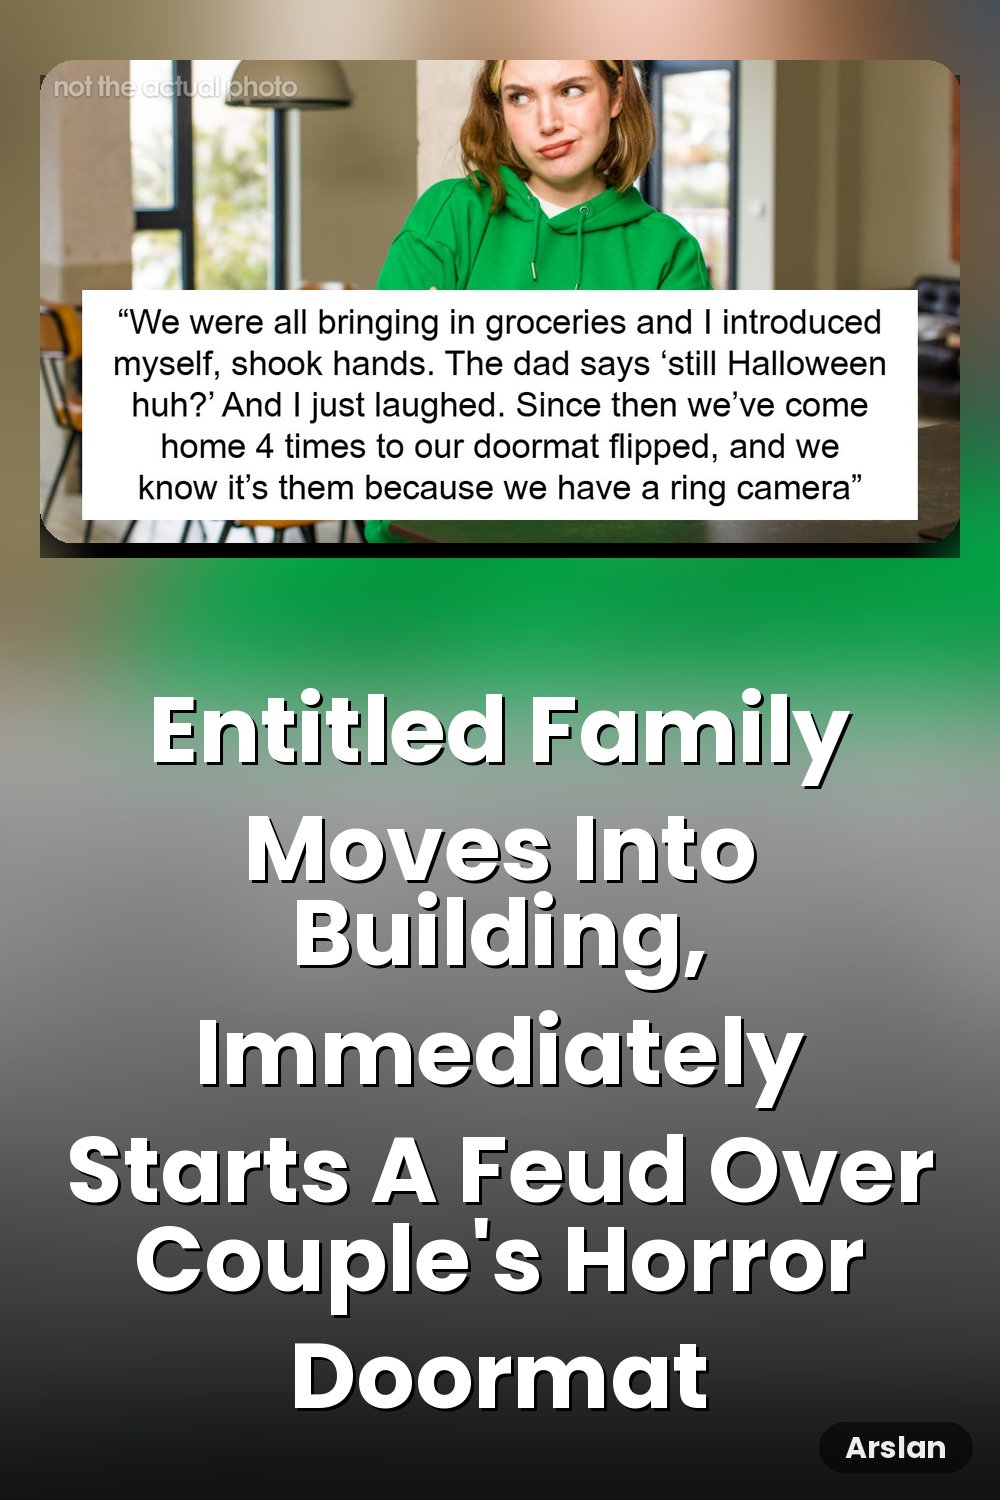 not the actual photo
“We were all bringing in groceries and I introduced
myself, shook hands. The dad says ‘still Halloween
huh?’ And I just laughed. Since then we’ve come
home 4 times to our doormat flipped, and we
know it’s them because we have a ring camera”
Entitled Family
Moves Into
Building,
Immediately
Starts A Feud Over
Couple's Horror
Doormat
Arslan